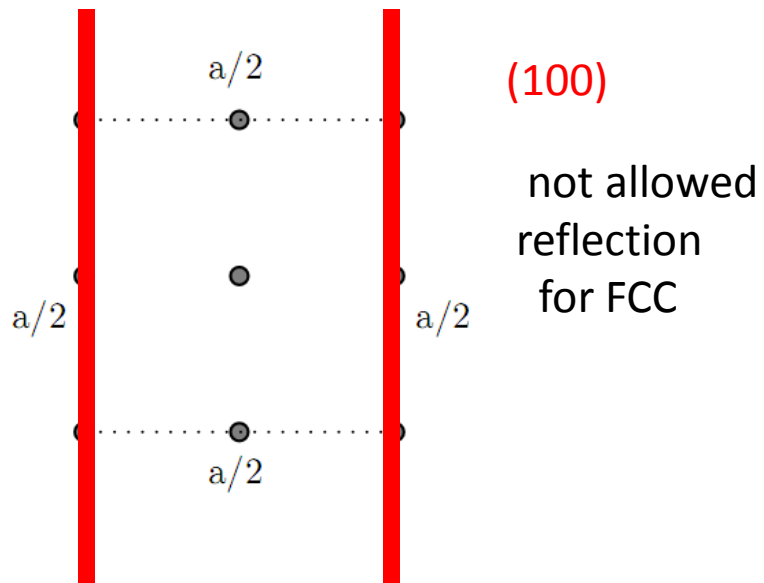 a/2
(100)
not allowed
reflection
for FCC
a/2
a/2
a/2